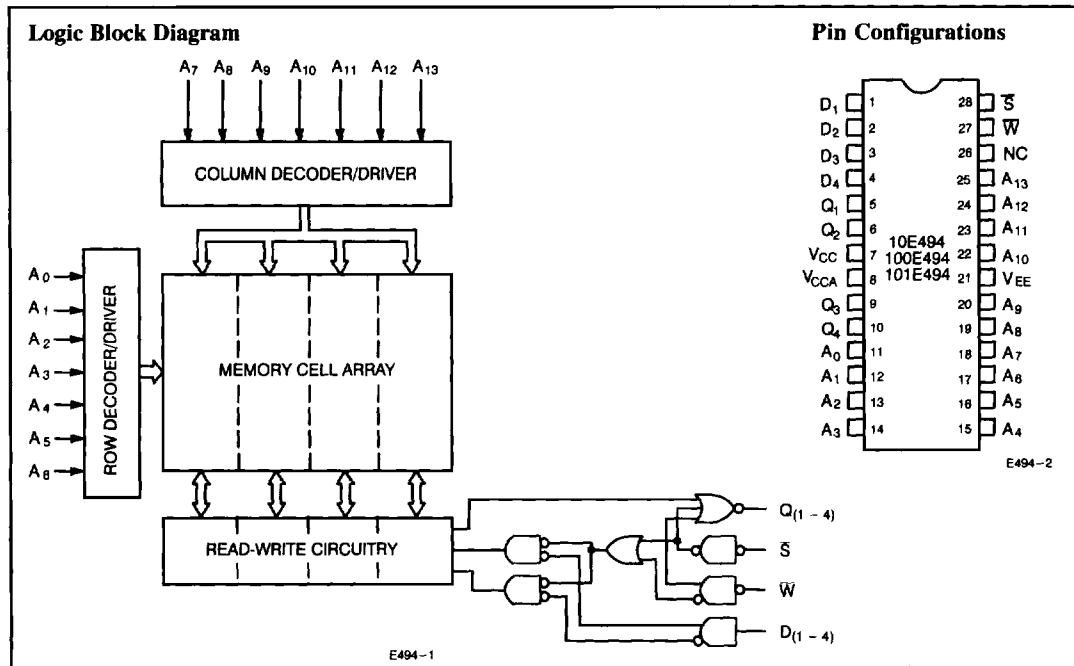 Logic Block Diagram
A7 A8 A9 A10 A11 A12 A13
COLUMN DECODER/DRIVER
A0
A1
A2
A3
A4
A5
A6
ROW DECODER/DRIVER
MEMORY CELL ARRAY
READ-WRITE CIRCUITRY
Q(1 - 4)
S̅
W̅
D(1 - 4)
E494-1
Pin Configurations
D1 1 28 S̅
D2 2 27 W̅
D3 3 26 NC
D4 4 25 A13
Q1 5 24 A12
Q2 6 23 A11
10E494
VCC 7 22 A10
100E494
VCCA 8 21 VEE
101E494
Q3 9 20 A9
Q4 10 19 A8
A0 11 18 A7
A1 12 17 A6
A2 13 16 A5
A3 14 15 A4
E494-2